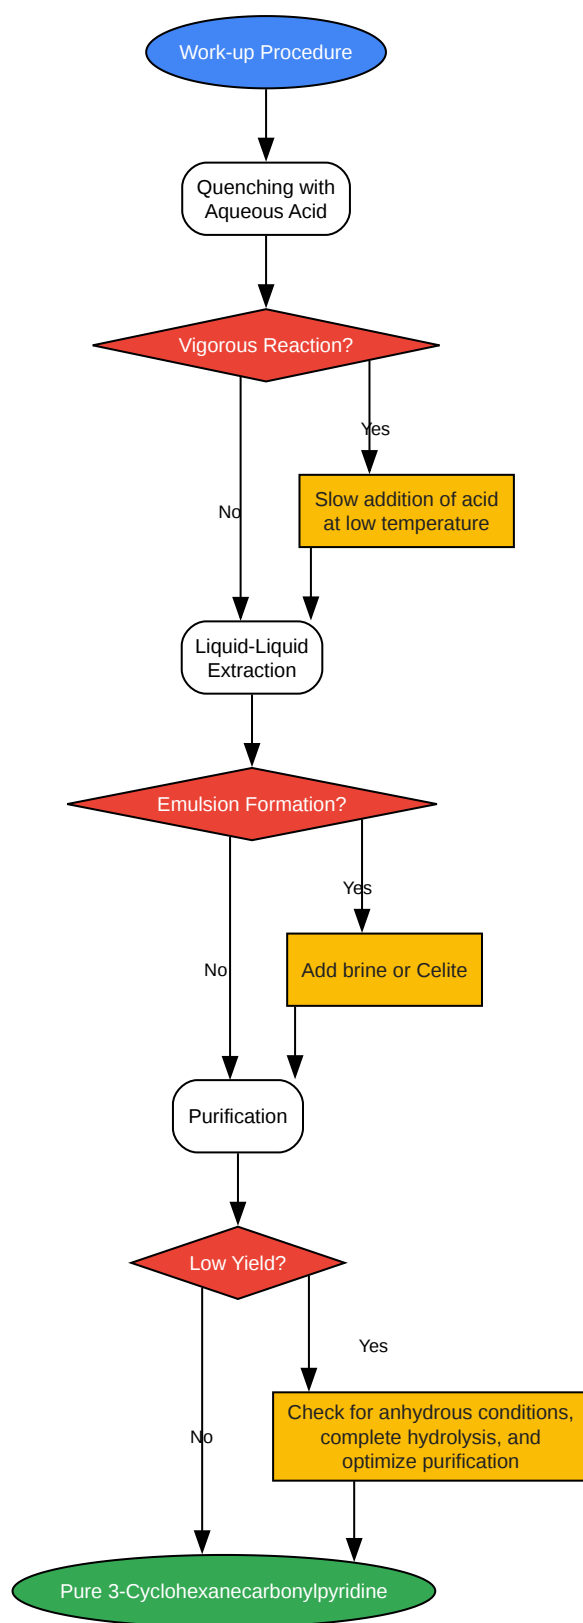 Work-up Procedure
Quenching with
Aqueous Acid
Vigorous Reaction?
Yes
Slow addition of acid
at low temperature
No
Liquid-Liquid
Extraction
Emulsion Formation?
Yes
Add brine or Celite
No
Purification
Low Yield?
Yes
Check for anhydrous conditions,
complete hydrolysis, and
optimize purification
No
Pure 3-Cyclohexanecarbonylpyridine